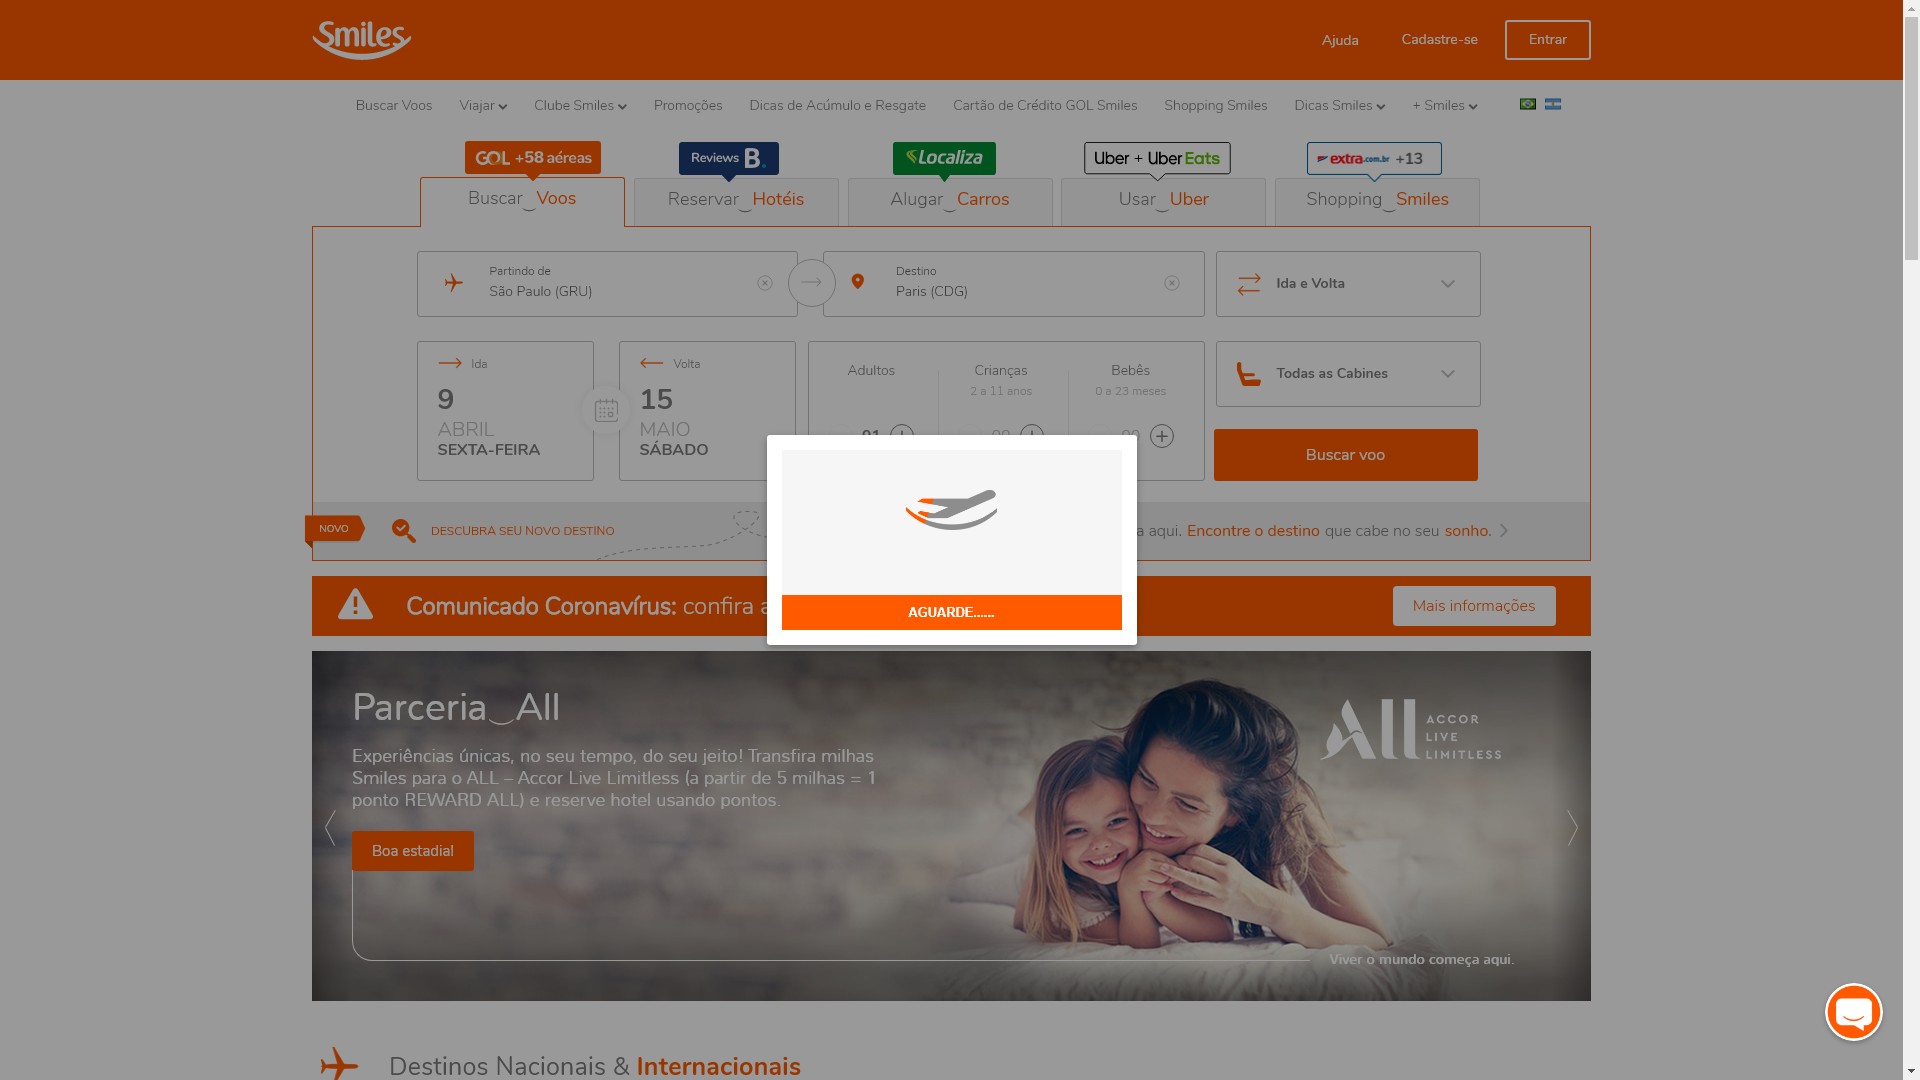 Smiles
Ajuda
Cadastre-se
Entrar
Buscar Voos
Viajar
Clube Smiles
Promoções
Dicas de Acúmulo e Resgate
Cartão de Crédito GOL Smiles
Shopping Smiles
Dicas Smiles
+ Smiles
GOL +58 aéreas
Reviews B.
Localiza
Uber + Uber Eats
extra.com.br +13
Buscar Voos
Reservar Hotéis
Alugar Carros
Usar Uber
Shopping Smiles
Partindo de
São Paulo (GRU)
Destino
Paris (CDG)
Ida e Volta
Ida
9
ABRIL
SEXTA-FEIRA
Volta
15
MAIO
SÁBADO
Adultos
01
Crianças
2 a 11 anos
00
Bebês
0 a 23 meses
00
Todas as Cabines
Buscar voo
NOVO
DESCUBRA SEU NOVO DESTINO
a aqui. Encontre o destino que cabe no seu sonho.
AGUARDE......
Comunicado Coronavírus: confira a
Mais informações
Parceria All
Experiências únicas, no seu tempo, do seu jeito! Transfira milhas
Smiles para o ALL – Accor Live Limitless (a partir de 5 milhas = 1
ponto REWARD ALL) e reserve hotel usando pontos.
Boa estadia!
All ACCOR
LIVE
LIMITLESS
Viver o mundo começa aqui.
Destinos Nacionais & Internacionais